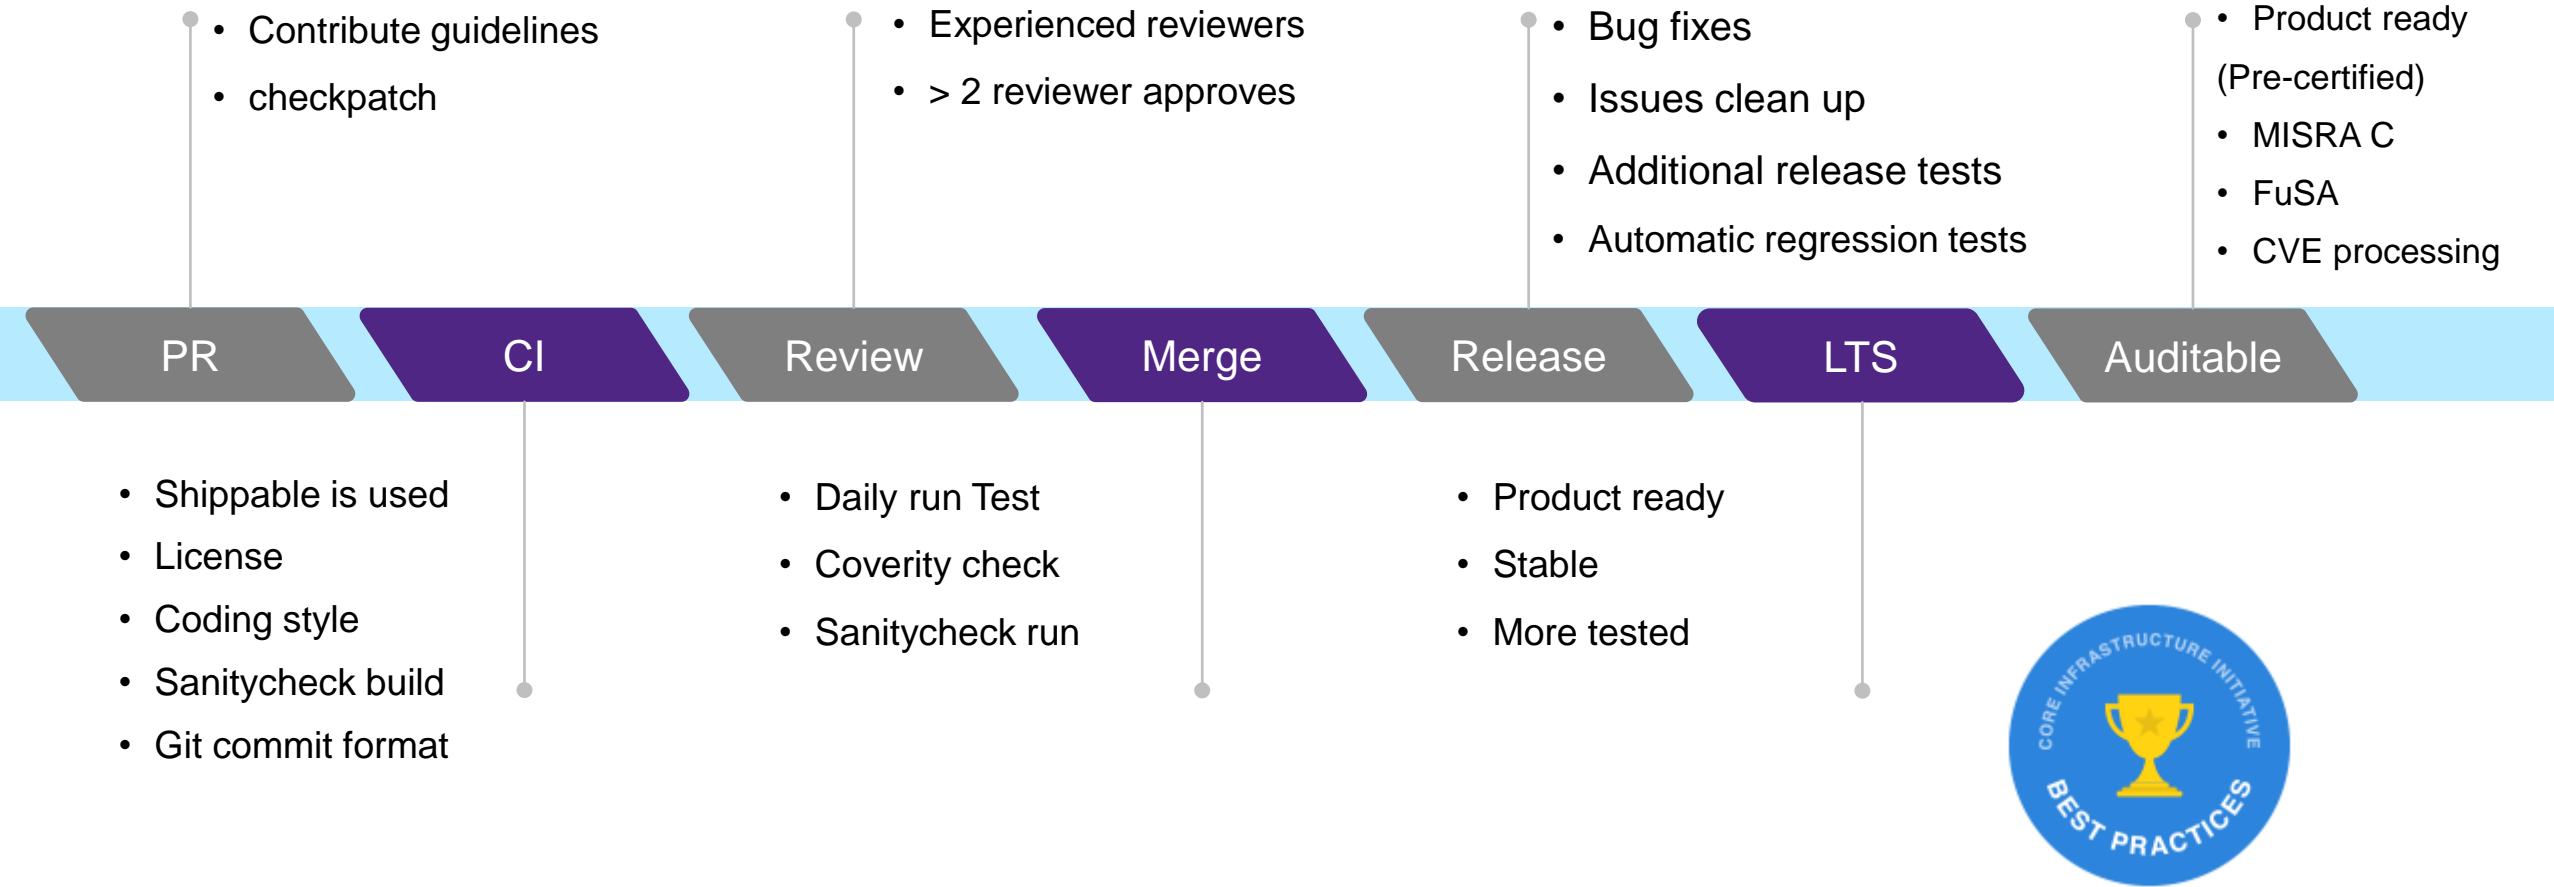 • Contribute guidelines
• checkpatch
• Experienced reviewers
• > 2 reviewer approves
• Bug fixes
• Issues clean up
• Additional release tests
• Automatic regression tests
• Product ready
(Pre-certified)
• MISRA C
• FuSA
• CVE processing
PR
CI
Review
Merge
Release
LTS
Auditable
• Shippable is used
• License
• Coding style
• Sanitycheck build
• Git commit format
• Daily run Test
• Coverity check
• Sanitycheck run
• Product ready
• Stable
• More tested
CORE INFRASTRUCTURE INITIATIVE
BEST PRACTICES